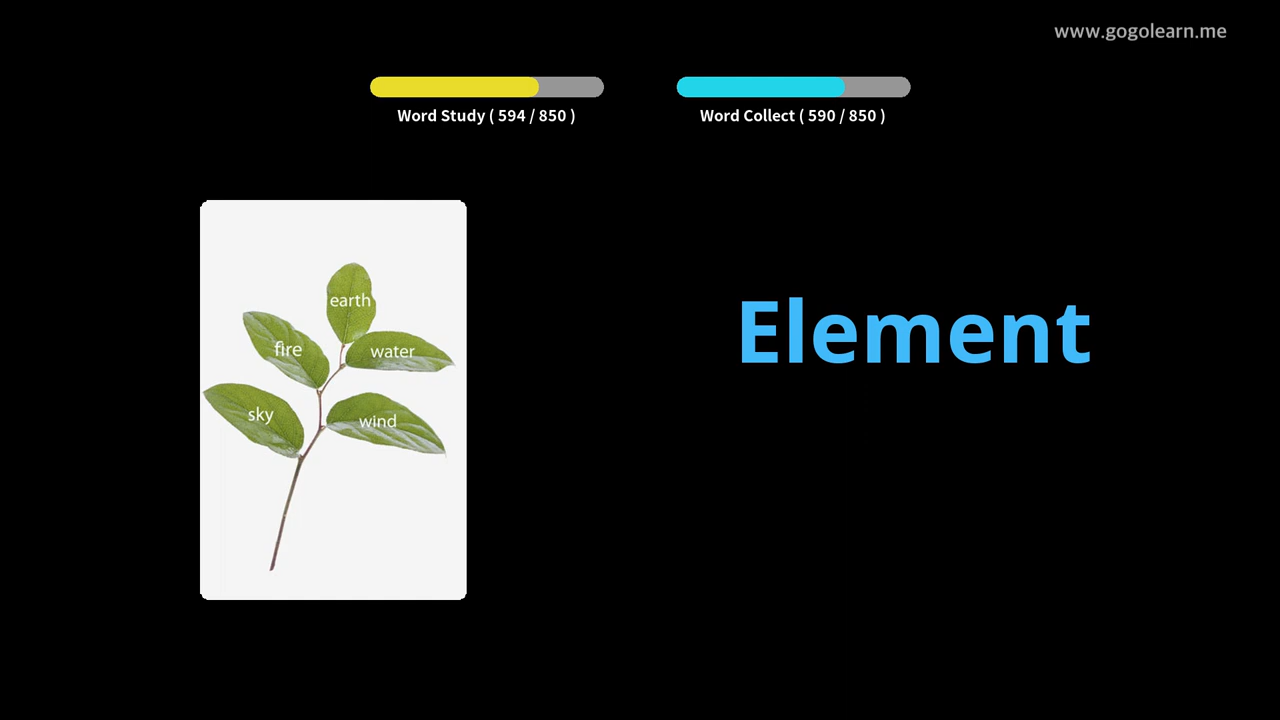 www.gogolearn.me
Word Study ( 594 / 850 )
Word Collect ( 590 / 850 )
earth
fire
water
sky
wind
Element